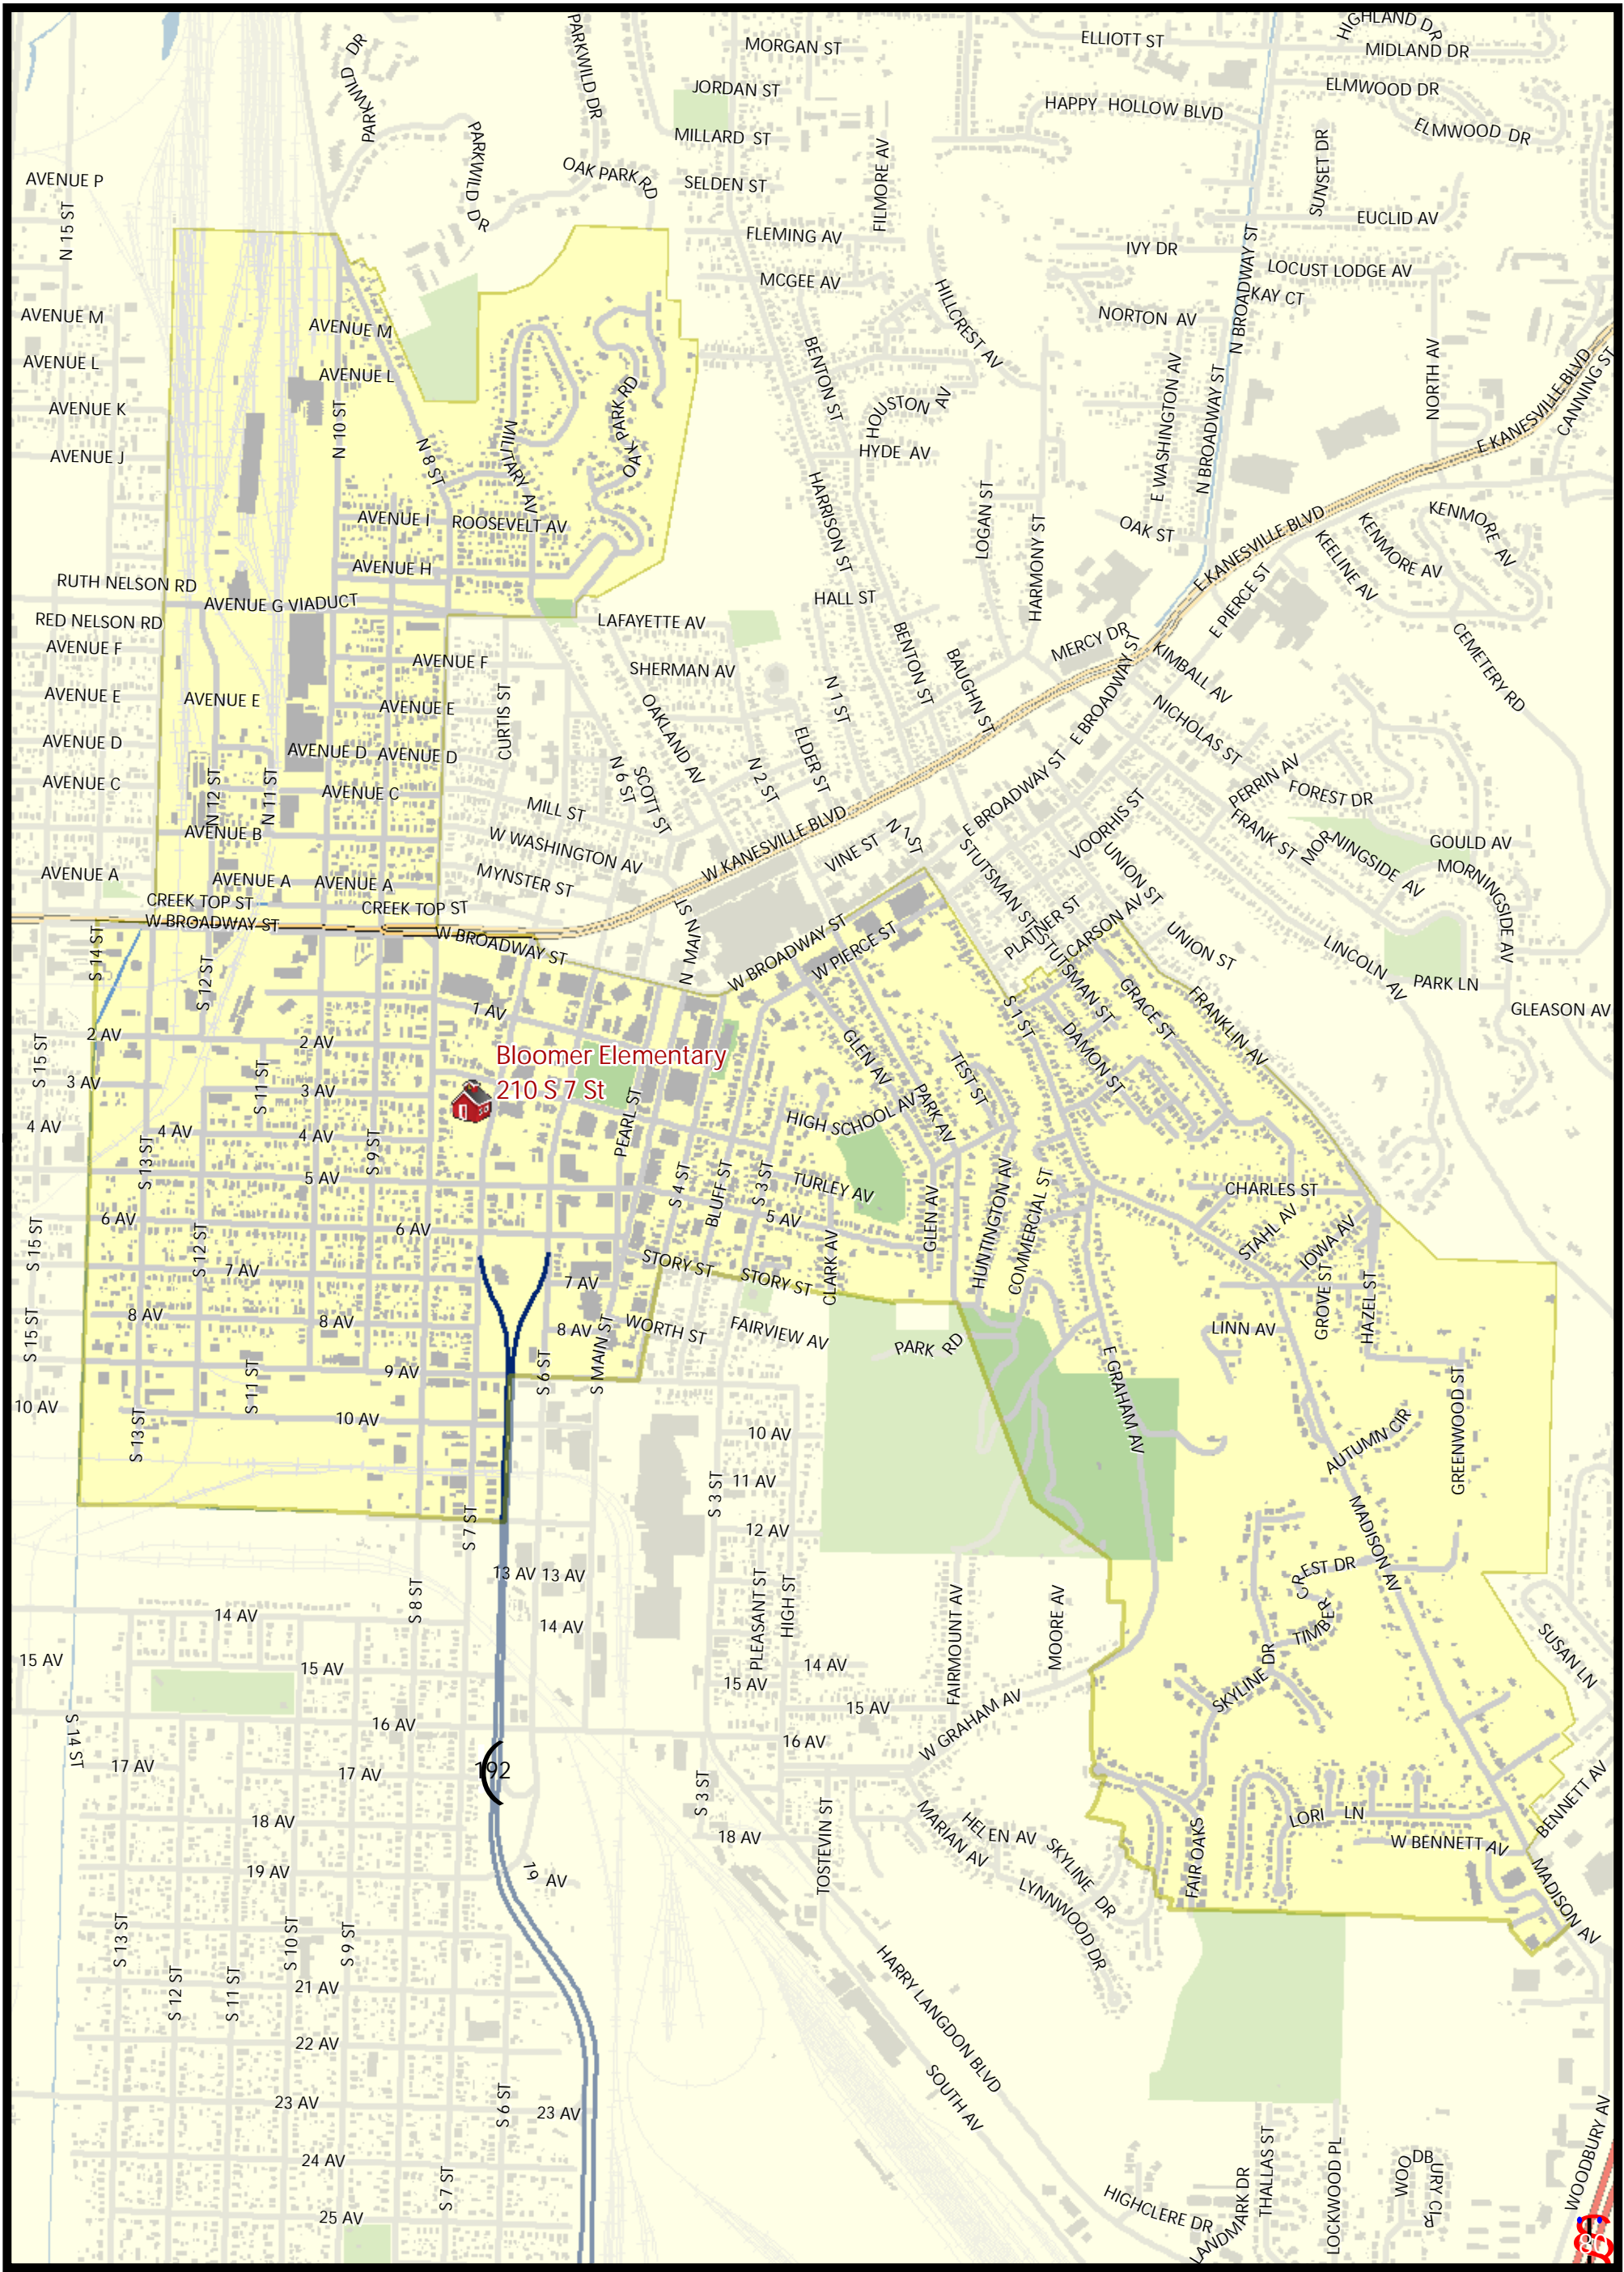 HIGHLAND DR
MORGAN ST
ELLIOTT ST
MIDLAND DR
PARKWILD DR
PARKWILD DR
JORDAN ST
ELMWOOD DR
HAPPY HOLLOW BLVD
ELMWOOD DR
MILLARD ST
PARKWILD DR
OAK PARK RD
FILMORE AV
SUNSET DR
AVENUE P
SELDEN ST
N 15 ST
EUCLID AV
FLEMING AV
IVY DR
N BROADWAY ST
LOCUST LODGE AV
MCGEE AV
KAY CT
AVENUE M
AVENUE M
HILLCREST AV
NORTON AV
AVENUE L
AVENUE L
BENTON ST
E WASHINGTON AV
N BROADWAY ST
NORTH AV
E KANESVILLE BLVD
CANNING ST
AVENUE K
N 10 ST
N 8 ST
MILITARY AV
OAK PARK RD
HOUSTON AV
AVENUE J
HYDE AV
AVENUE I
ROOSEVELT AV
HARRISON ST
LOGAN ST
HARMONY ST
OAK ST
E KANESVILLE BLVD
KENMORE AV
KENMORE AV
KEELINE AV
AVENUE H
RUTH NELSON RD
AVENUE G VIADUCT
HALL ST
E PIERCE ST
RED NELSON RD
LAFAYETTE AV
CEMETERY RD
AVENUE F
AVENUE F
SHERMAN AV
BENTON ST
BAUGHN ST
MERCY DR
KIMBALL AV
AVENUE E
AVENUE E
AVENUE E
CURTIS ST
OAKLAND AV
N 1 ST
E BROADWAY ST
NICHOLAS ST
AVENUE D
AVENUE D
AVENUE D
ELDER ST
AVENUE C
N 12 ST
N 11 ST
AVENUE C
N 6 ST
SCOTT ST
N 2 ST
PERRIN AV
FOREST DR
MILL ST
E BROADWAY ST
VOORHIS ST
AVENUE B
W WASHINGTON AV
W KANESVILLE BLVD
VINE ST
N 1 ST
FRANK ST
MORNINGSIDE AV
GOULD AV
MORNINGSIDE AV
AVENUE A
AVENUE A
AVENUE A
MYNSTER ST
STUTSMAN ST
UNION ST
CREEK TOP ST
CREEK TOP ST
W BROADWAY ST
W BROADWAY ST
N MAIN ST
W BROADWAY ST
W PIERCE ST
PLATNER ST
CARSON AV
UNION ST
LINCOLN AV
S 14 ST
S 12 ST
STUTSMAN ST
GRACE ST
FRANKLIN AV
PARK LN
GLEASON AV
1 AV
S 1 ST
2 AV
2 AV
S 15 ST
Bloomer Elementary
210 S 7 St
GLEN AV
TEST ST
DAMON ST
3 AV
3 AV
S 11 ST
HIGH SCHOOL AV
PARK AV
4 AV
4 AV
4 AV
PEARL ST
S 13 ST
S 9 ST
5 AV
S 4 ST
BLUFF ST
S 3 ST
TURLEY AV
CHARLES ST
6 AV
6 AV
5 AV
GLEN AV
HUNTINGTON AV
COMMERCIAL ST
STAHL AV
IOWA AV
S 15 ST
S 12 ST
7 AV
7 AV
STORY ST
STORY ST
CLARK AV
GROVE ST
HAZEL ST
8 AV
8 AV
8 AV
S 15 ST
WORTH ST
FAIRVIEW AV
PARK RD
LINN AV
S 11 ST
9 AV
S 6 ST
S MAIN ST
E GRAHAM AV
GREENWOOD ST
10 AV
S 13 ST
10 AV
10 AV
AUTUMN CIR
11 AV
S 3 ST
S 7 ST
12 AV
MADISON AV
13 AV
13 AV
CREST DR
S 8 ST
PLEASANT ST
HIGH ST
14 AV
14 AV
FAIRMOUNT AV
MOORE AV
TIMBER
SUSAN LN
15 AV
15 AV
15 AV
14 AV
15 AV
SKYLINE DR
S 14 ST
16 AV
16 AV
W GRAHAM AV
17 AV
17 AV
192
S 3 ST
BENNETT AV
18 AV
18 AV
TOSTEVIN ST
MARIAN AV
HELEN AV
SKYLINE DR
LORI LN
W BENNETT AV
FAIR OAKS
19 AV
LYNNWOOD DR
MADISON AV
S 13 ST
S 10 ST
S 9 ST
HARRY LANGDON BLVD
S 12 ST
S 11 ST
21 AV
22 AV
23 AV
S 6 ST
23 AV
SOUTH AV
24 AV
S 7 ST
THALLAS ST
LOCKWOOD PL
WOODBURY CIR
WOODBURY AV
25 AV
HIGHCLERE DR
LANDMARK DR